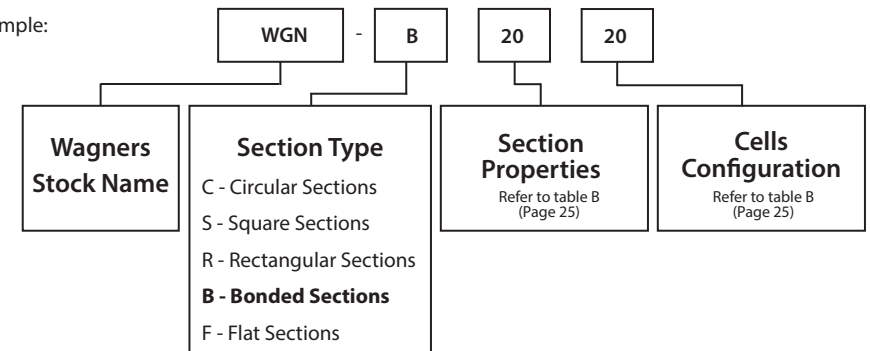 WGN - B 20 20
Wagners
Stock Name
Section Type
C - Circular Sections
S - Square Sections
R - Rectangular Sections
B - Bonded Sections
F - Flat Sections
Section
Properties
Refer to table B
(Page 25)
Cells
Configuration
Refer to table B
(Page 25)